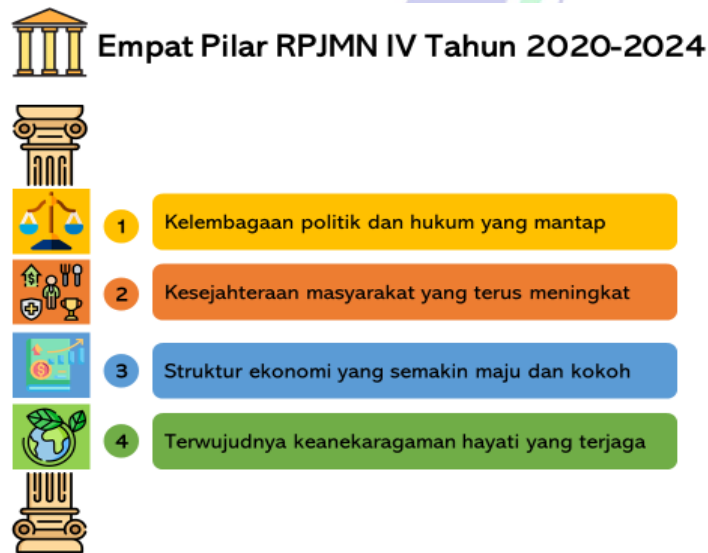 Empat Pilar RPJMN IV Tahun 2020-2024
1 Kelembagaan politik dan hukum yang mantap
2 Kesejahteraan masyarakat yang terus meningkat
3 Struktur ekonomi yang semakin maju dan kokoh
4 Terwujudnya keanekaragaman hayati yang terjaga